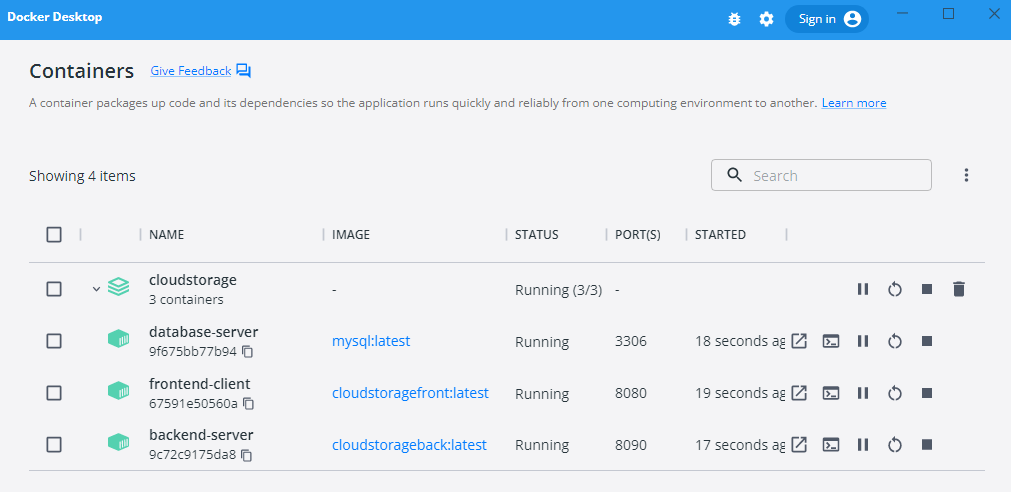 Docker Desktop
Sign in
Containers Give Feedback
A container packages up code and its dependencies so the application runs quickly and reliably from one computing environment to another. Learn more
Showing 4 items
Search
NAME IMAGE STATUS PORT(S) STARTED
cloudstorage - Running (3/3) -
3 containers
database-server mysql:latest Running 3306 18 seconds ag
9f675bb77b94
frontend-client cloudstoragefront:latest Running 8080 19 seconds ag
67591e50560a
backend-server cloudstorageback:latest Running 8090 17 seconds ag
9c72c9175da8